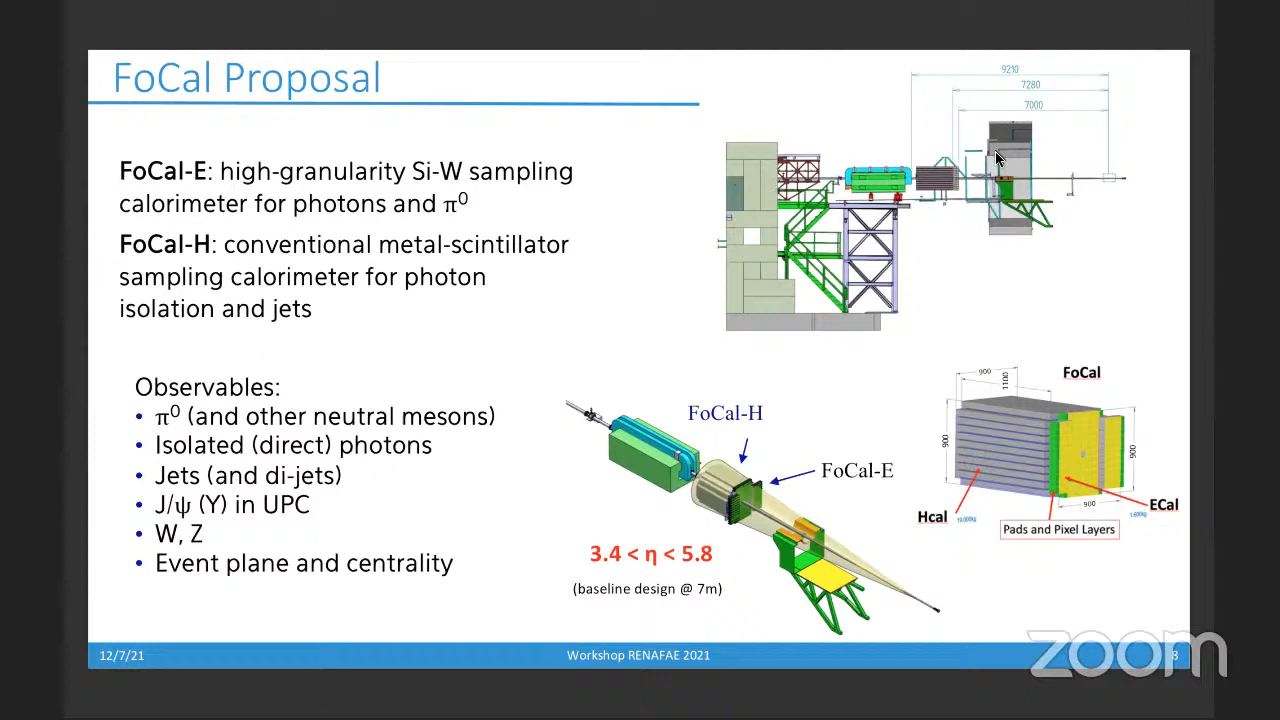 FoCal Proposal
FoCal-E: high-granularity Si-W sampling
calorimeter for photons and π⁰
FoCal-H: conventional metal-scintillator
sampling calorimeter for photon
isolation and jets
Observables:
• π⁰ (and other neutral mesons)
• Isolated (direct) photons
• Jets (and di-jets)
• J/ψ (Υ) in UPC
• W, Z
• Event plane and centrality
9210
7280
7000
FoCal-H
FoCal-E
3.4 < η < 5.8
(baseline design @ 7m)
FoCal
900
1100
900
900
900
Hcal
ECal
Pads and Pixel Layers
12/7/21
Workshop RENAFAE 2021
8
zoom